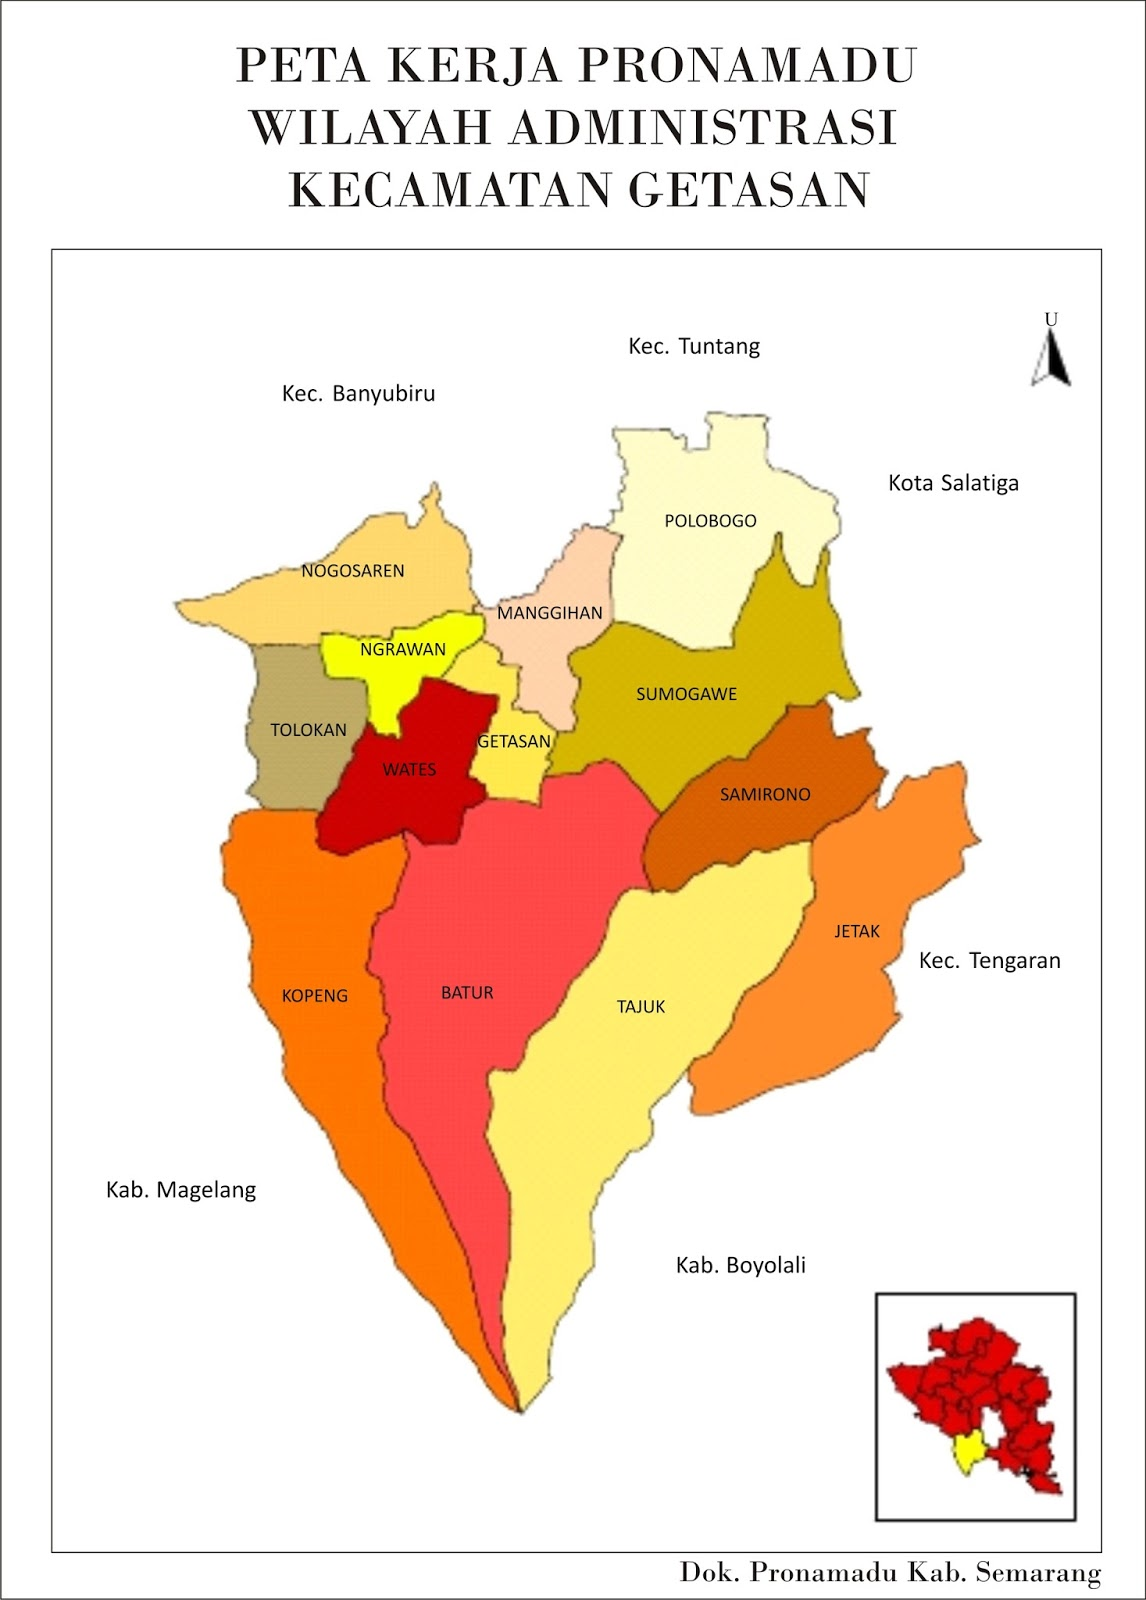 PETA KERJA PRONAMADU
WILAYAH ADMINISTRASI
KECAMATAN GETASAN
U
Kec. Tuntang
Kec. Banyubiru
Kota Salatiga
POLOBOGO
NOGOSAREN
MANGGIHAN
NGRAWAN
SUMOGAWE
TOLOKAN
GETASAN
WATES
SAMIRONO
JETAK
Kec. Tengaran
KOPENG
BATUR
TAJUK
Kab. Magelang
Kab. Boyolali
Dok. Pronamadu Kab. Semarang